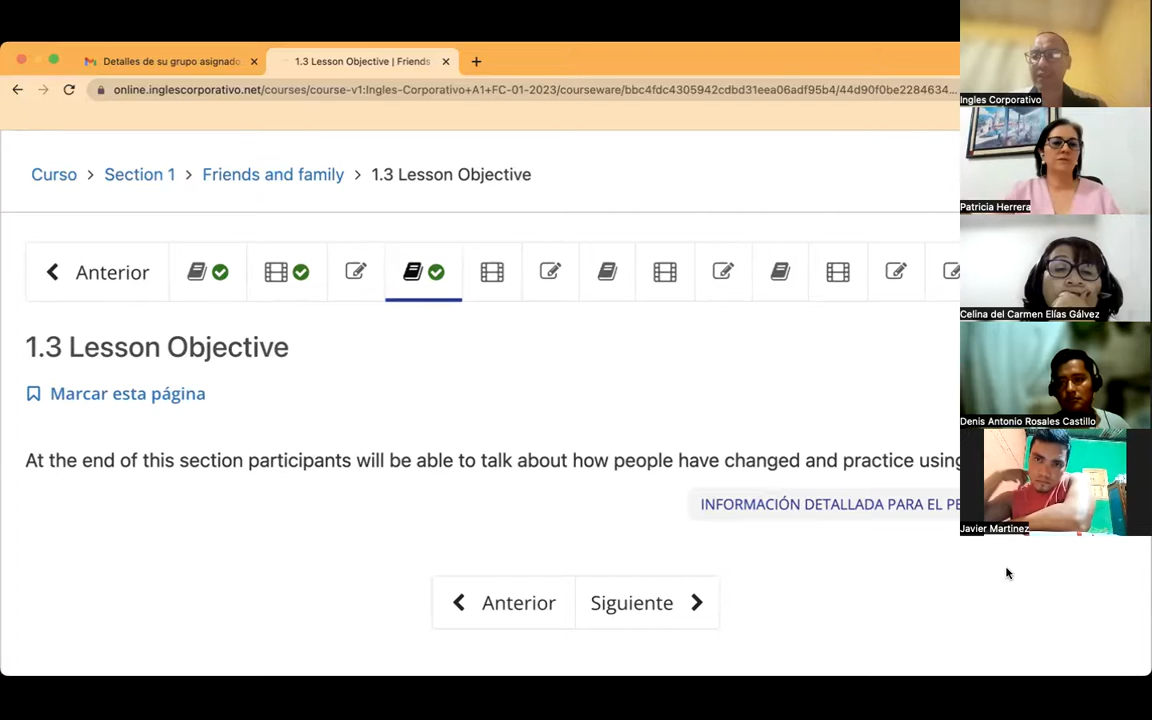 Detalles de su grupo asignado
1.3 Lesson Objective | Friends
online.inglescorporativo.net/courses/course-v1:Ingles-Corporativo+A1+FC-01-2023/courseware/bbc4fdc4305942cdbd31eea06adf95b4/44d90f0be2284634...
Curso > Section 1 > Friends and family > 1.3 Lesson Objective
Anterior
1.3 Lesson Objective
Marcar esta página
At the end of this section participants will be able to talk about how people have changed and practice using
INFORMACIÓN DETALLADA PARA EL PE
Anterior Siguiente
Ingles Corporativo
Patricia Herrera
Celina del Carmen Elías Gálvez
Denis Antonio Rosales Castillo
Javier Martinez